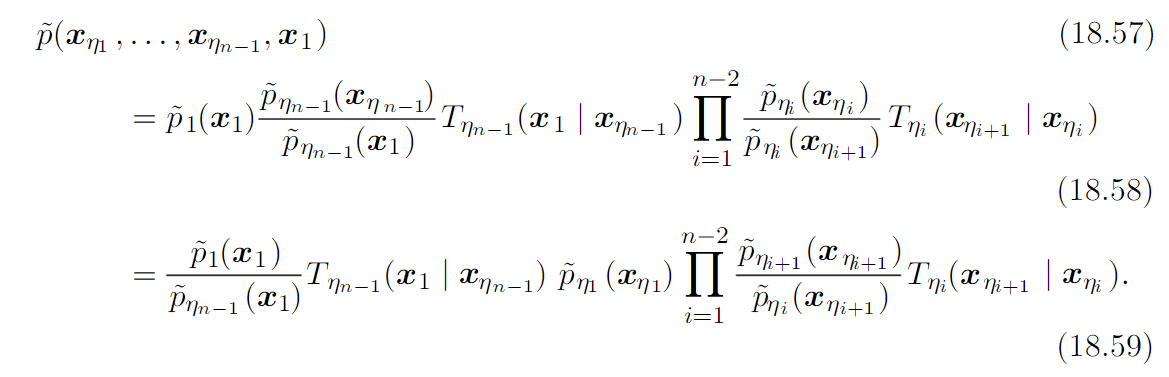 p̃(x_{η_1}, . . . , x_{η_{n−1}}, x_1) (18.57)
= p̃_1(x_1) \frac{p̃_{η_{n−1}}(x_{η_{n−1}})}{p̃_{η_{n−1}}(x_1)} T_{η_{n−1}}(x_1 | x_{η_{n−1}}) ∏_{i=1}^{n−2} \frac{p̃_{η_i}(x_{η_i})}{p̃_{η_i}(x_{η_{i+1}})} T_{η_i}(x_{η_{i+1}} | x_{η_i})
(18.58)
= \frac{p̃_1(x_1)}{p̃_{η_{n−1}}(x_1)} T_{η_{n−1}}(x_1 | x_{η_{n−1}}) p̃_{η_1}(x_{η_1}) ∏_{i=1}^{n−2} \frac{p̃_{η_{i+1}}(x_{η_{i+1}})}{p̃_{η_i}(x_{η_{i+1}})} T_{η_i}(x_{η_{i+1}} | x_{η_i}).
(18.59)